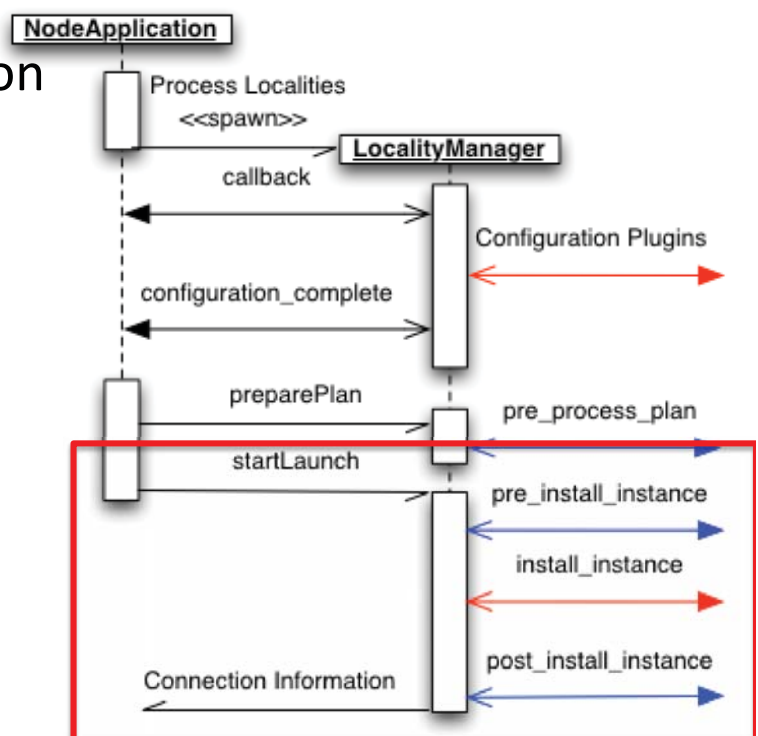 NodeApplication
on
Process Localities
<<spawn>>
LocalityManager
callback
Configuration Plugins
configuration_complete
preparePlan
pre_process_plan
startLaunch
pre_install_instance
install_instance
post_install_instance
Connection Information